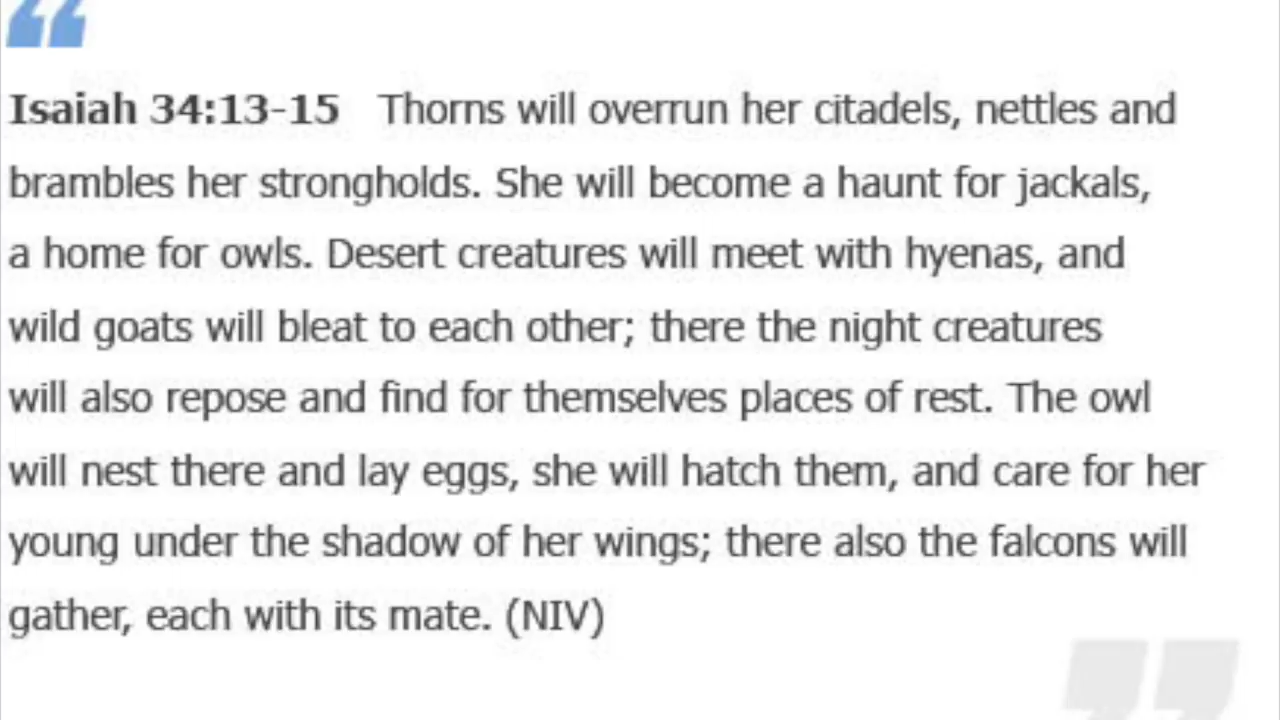 Isaiah 34:13-15 Thorns will overrun her citadels, nettles and
brambles her strongholds. She will become a haunt for jackals,
a home for owls. Desert creatures will meet with hyenas, and
wild goats will bleat to each other; there the night creatures
will also repose and find for themselves places of rest. The owl
will nest there and lay eggs, she will hatch them, and care for her
young under the shadow of her wings; there also the falcons will
gather, each with its mate. (NIV)